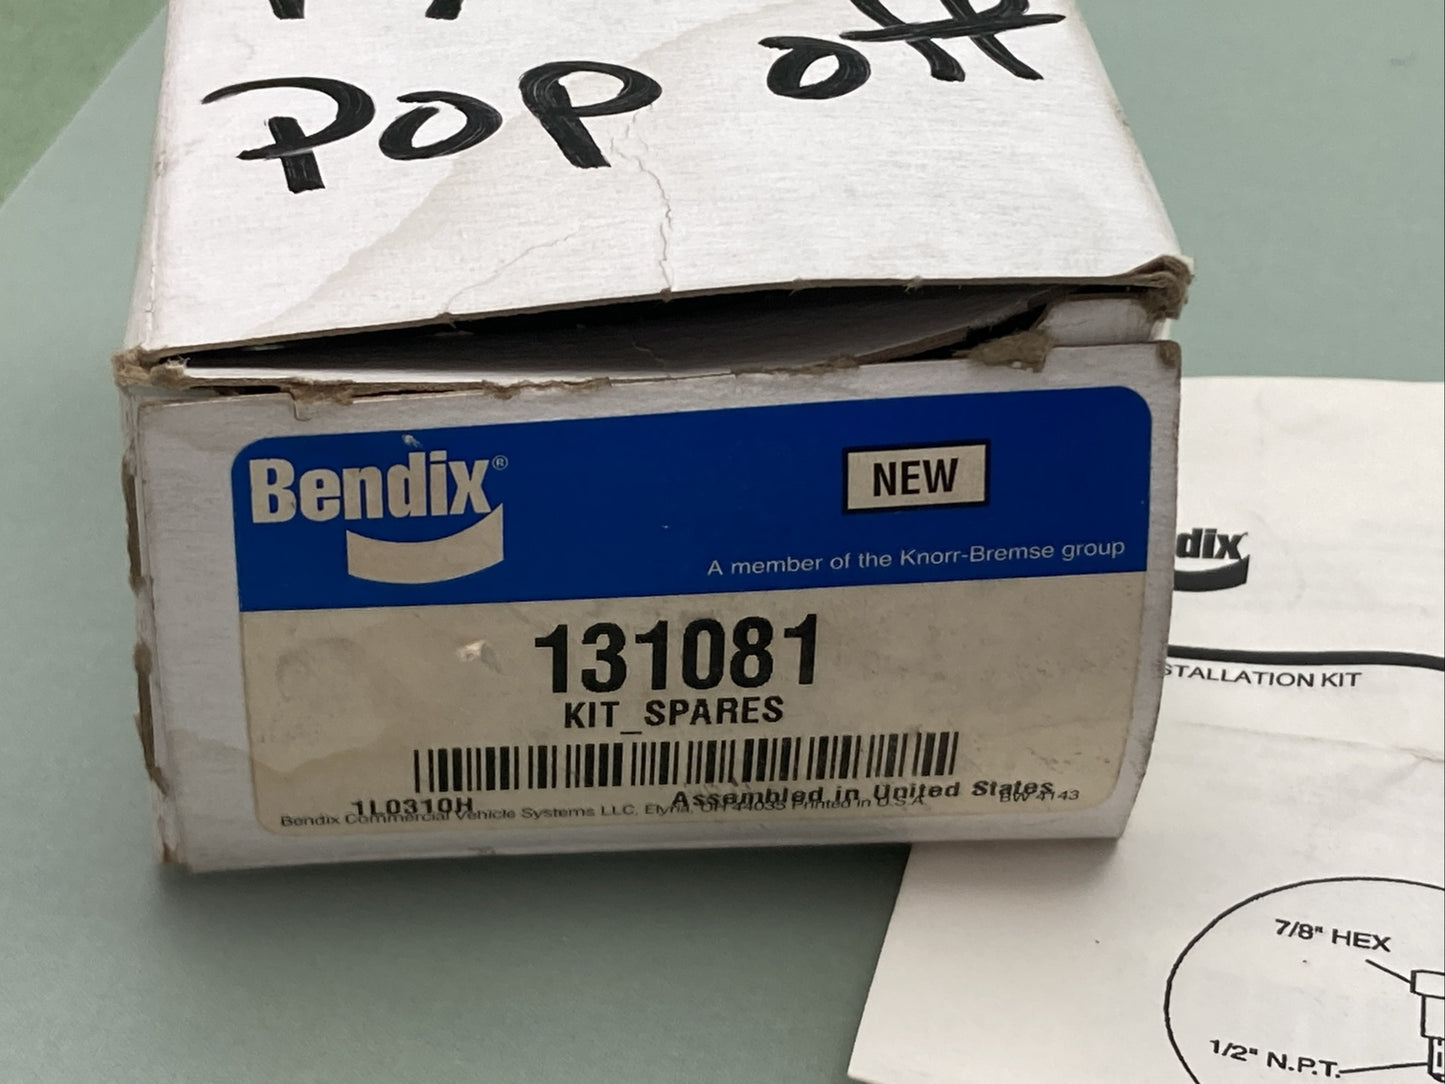 POP Off
Bendix®
NEW
A member of the Knorr-Bremse group
131081
KIT_SPARES
1L0310H
Assembled in United States
Bendix Commercial Vehicle Systems LLC, Elyria, OH 44035 Printed in U.S.A.
BW 4143
dix
STALLATION KIT
7/8" HEX
1/2" N.P.T.